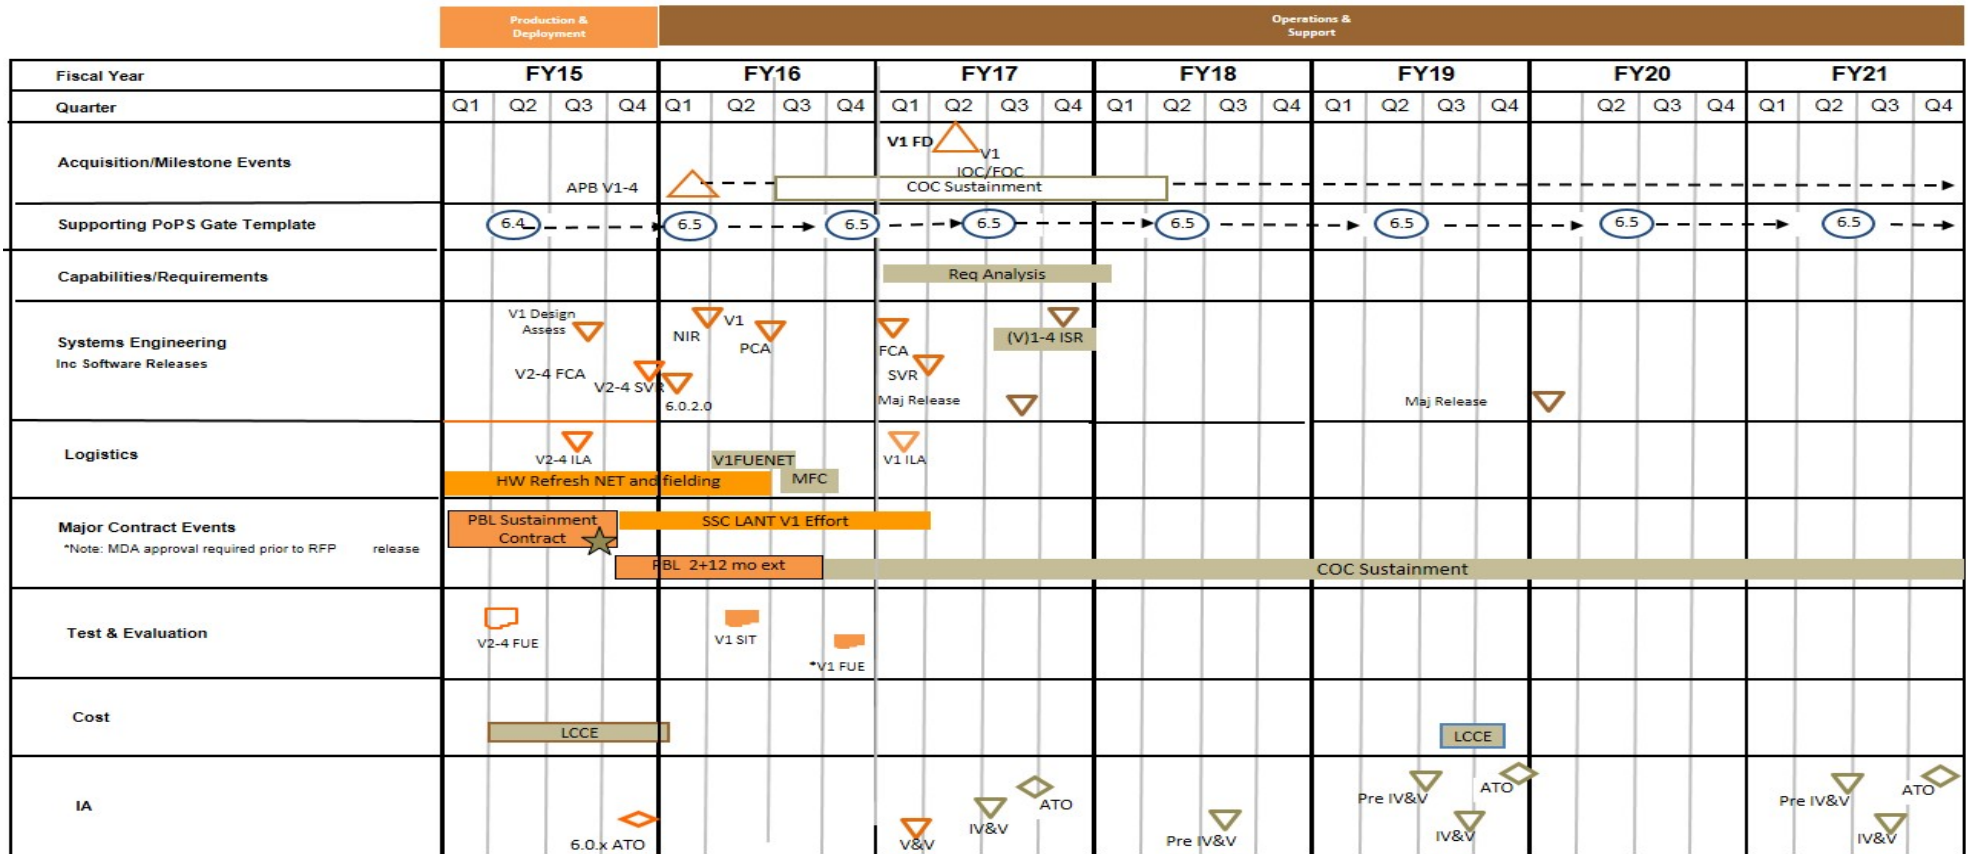 Production &
Deployment
Operations &
Support
Fiscal Year
FY15
FY16
FY17
FY18
FY19
FY20
FY21
Quarter
Q1 Q2 Q3 Q4 Q1 Q2 Q3 Q4 Q1 Q2 Q3 Q4 Q1 Q2 Q3 Q4 Q1 Q2 Q3 Q4 Q2 Q3 Q4 Q1 Q2 Q3 Q4
Acquisition/Milestone Events
V1 FD
V1
IOC/FOC
APB V1-4
COC Sustainment
Supporting PoPS Gate Template
6.4 6.5 6.5 6.5 6.5 6.5 6.5 6.5
Capabilities/Requirements
Req Analysis
Systems Engineering
Inc Software Releases
V1 Design
Assess
NIR
V1
PCA
V2-4 FCA
V2-4 SVR
6.0.2.0
FCA
SVR
Maj Release
(V)1-4 ISR
Maj Release
Logistics
V2-4 ILA
V1FUENET
V1 ILA
HW Refresh NET and fielding
MFC
Major Contract Events
*Note: MDA approval required prior to RFP release
PBL Sustainment
Contract
SSC LANT V1 Effort
PBL 2+12 mo ext
COC Sustainment
Test & Evaluation
V2-4 FUE
V1 SIT
*V1 FUE
Cost
LCCE
LCCE
IA
6.0.x ATO
V&V
IV&V
ATO
Pre IV&V
Pre IV&V
IV&V
ATO
Pre IV&V
IV&V
ATO